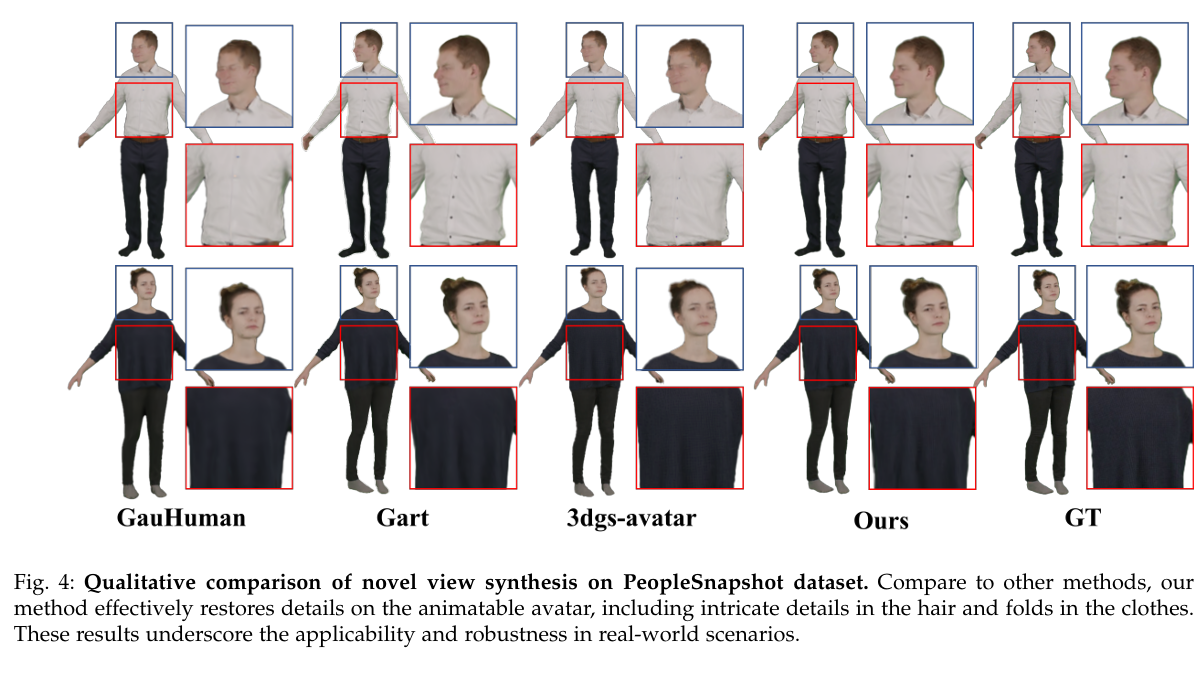 GauHuman Gart 3dgs-avatar Ours GT
Fig. 4: Qualitative comparison of novel view synthesis on PeopleSnapshot dataset. Compare to other methods, our
method effectively restores details on the animatable avatar, including intricate details in the hair and folds in the clothes.
These results underscore the applicability and robustness in real-world scenarios.